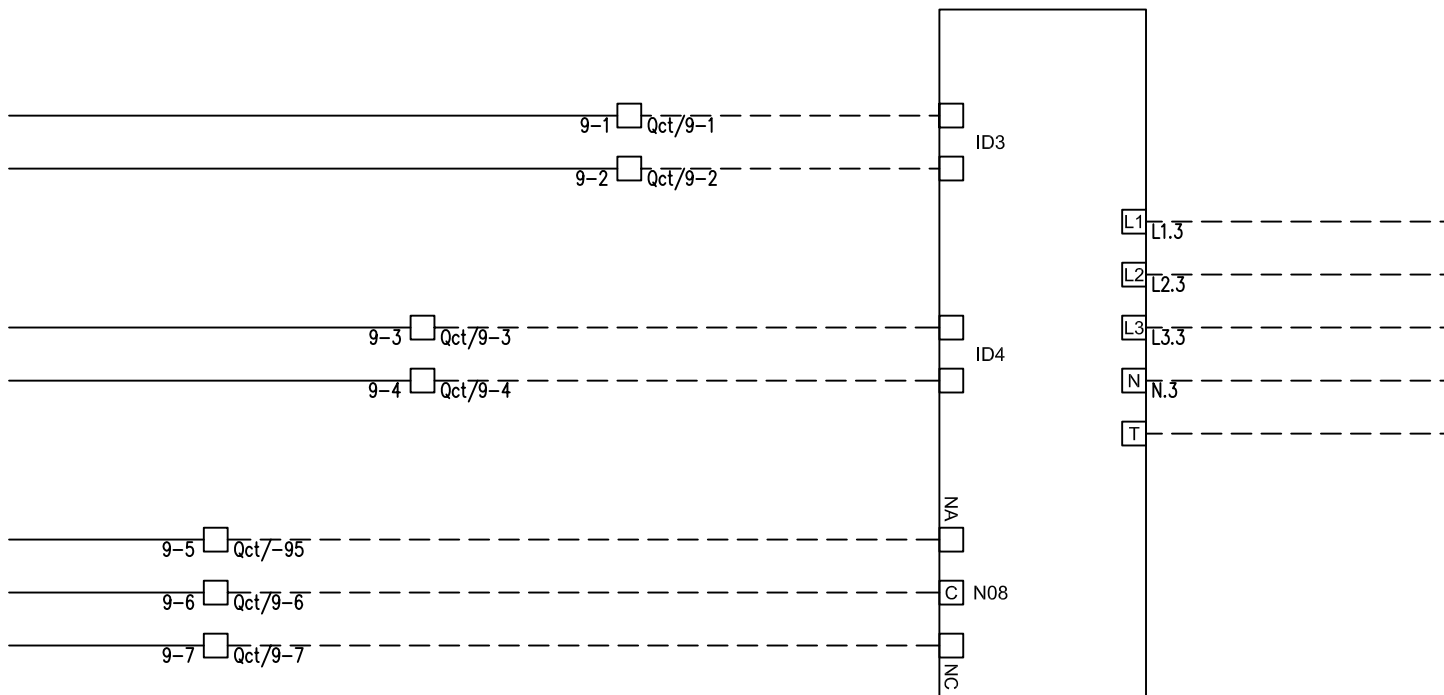 9-1 Qct/9-1
ID3
9-2 Qct/9-2
L1 L1.3
L2 L2.3
9-3 Qct/9-3
L3 L3.3
ID4
9-4 Qct/9-4
N N.3
T
NA
9-5 Qct/-95
9-6 Qct/9-6
C N08
9-7 Qct/9-7
NC